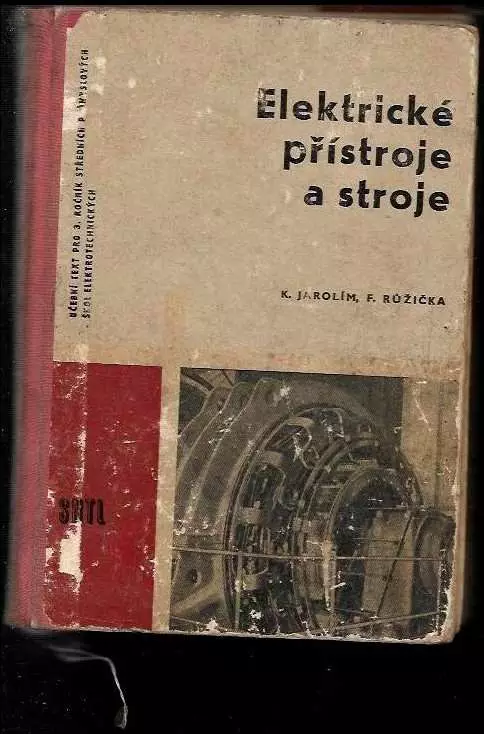 Elektrické
přístroje
a stroje
K. JAROLÍM, F. RŮŽIČKA
UČEBNÍ TEXT PRO 3. ROČNÍK STŘEDNÍCH PRŮMYSLOVÝCH
ŠKOL ELEKTROTECHNICKÝCH
SNTL